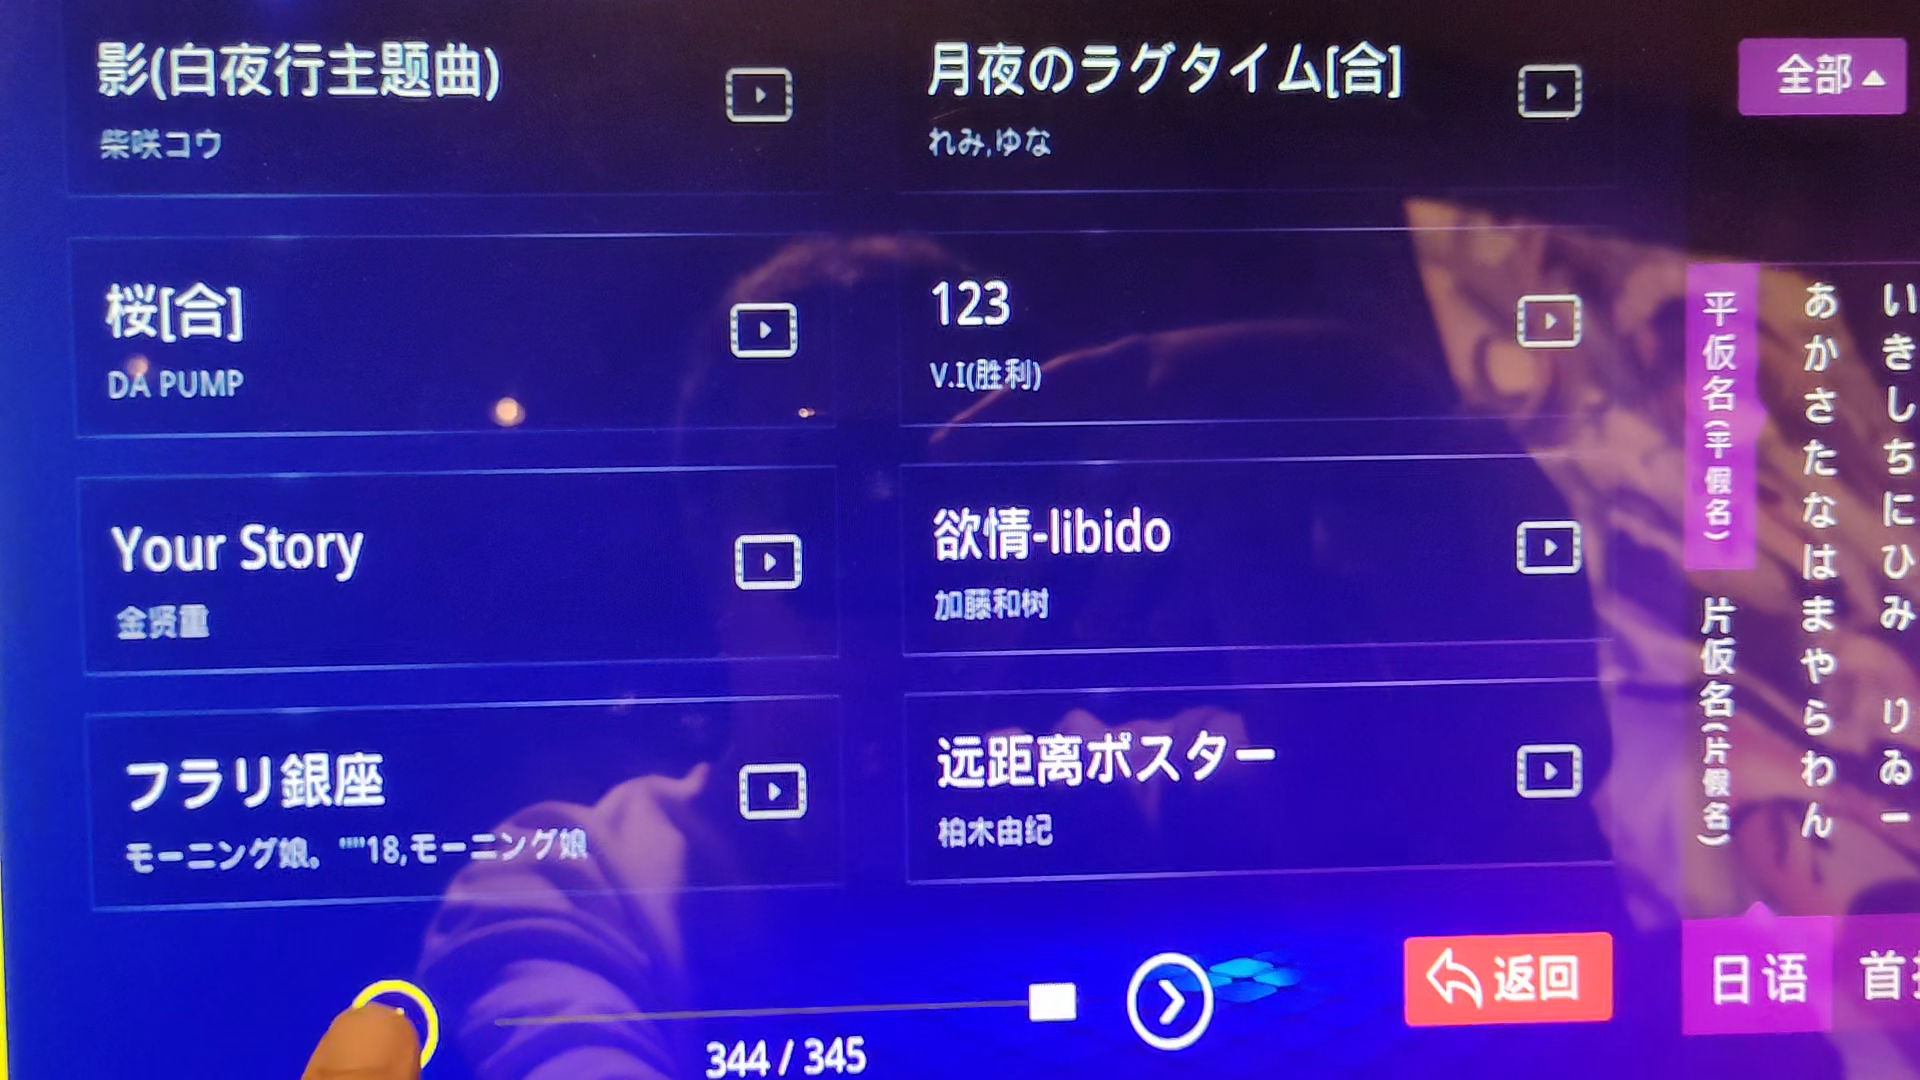 影(白夜行主题曲)
柴咲コウ
月夜のラグタイム[合]
れみ,ゆな
全部
桜[合]
DA PUMP
123
V.I(胜利)
Your Story
金贤重
欲情-libido
加藤和树
フラリ銀座
モーニング娘。""18,モーニング娘
远距离ポスター
柏木由纪
平仮名(平假名)
片仮名(片假名)
あかさたなはまやらわん
いきしちにひみ りゐー
344 / 345
返回
日语
首